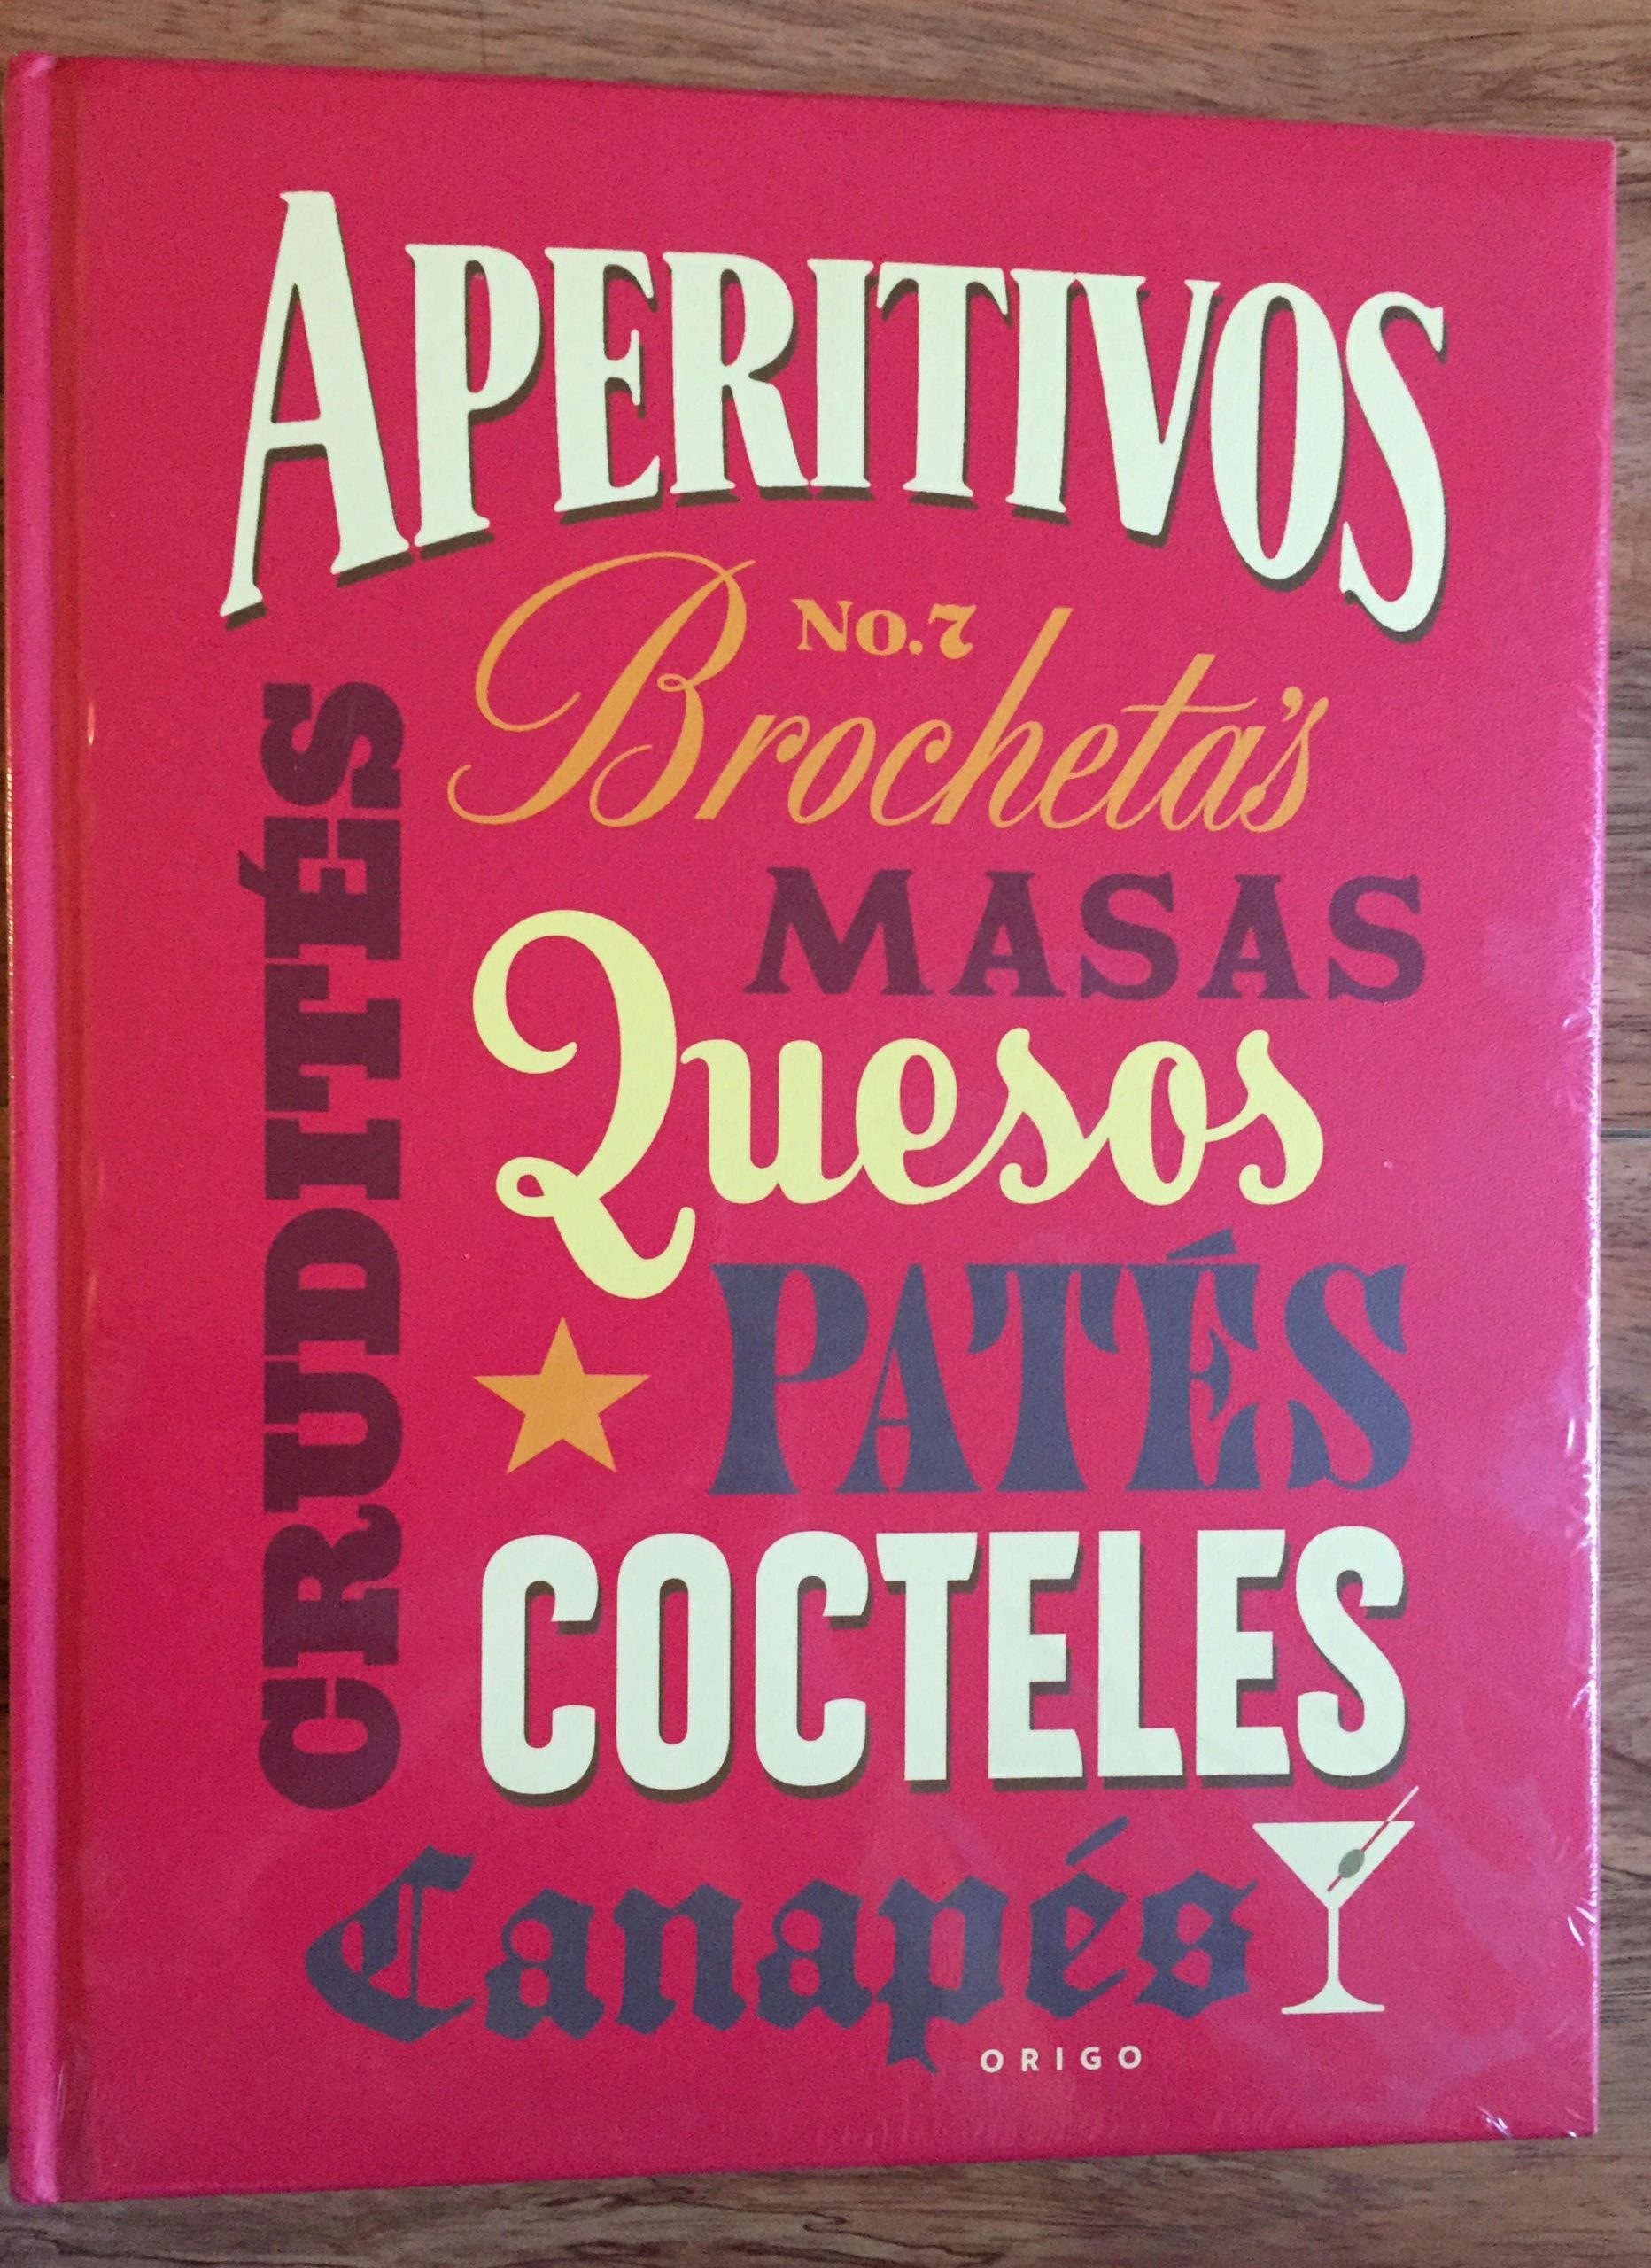 APERITIVOS
No.7
Brocheta's
CRUDITÉS
MASAS
Quesos
PATÉS
COCTELES
Canapés
ORIGO